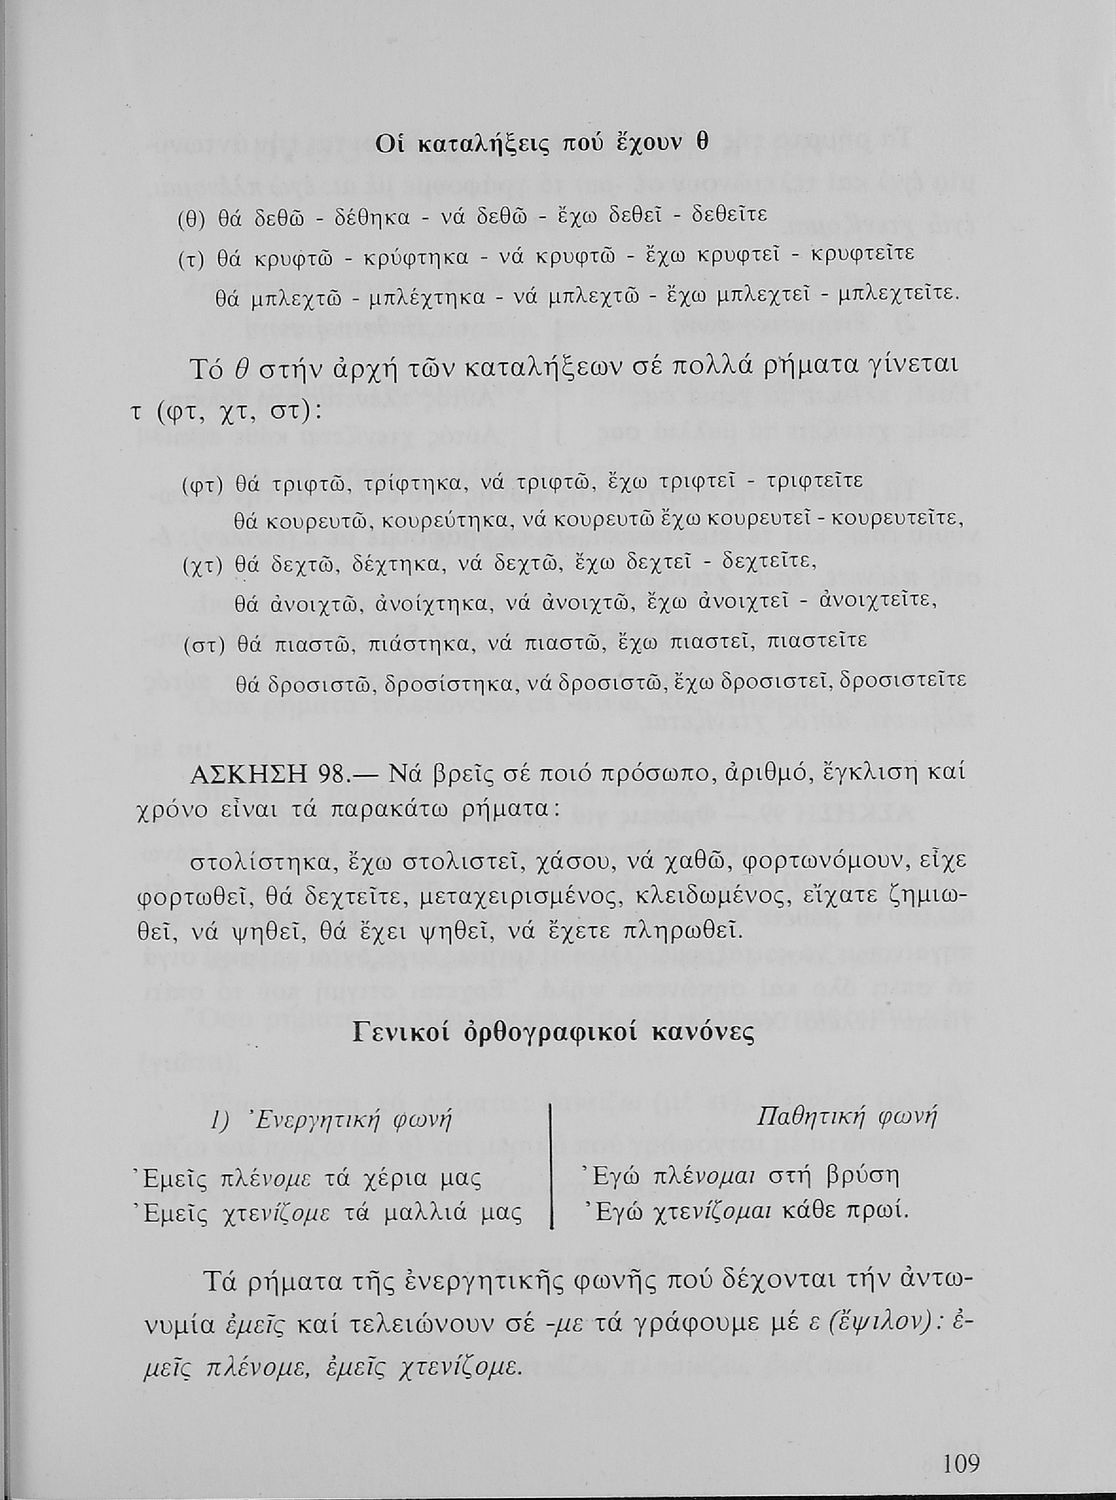 Οἱ καταλήξεις πού ἔχουν θ
(θ) θά δεθῶ - δέθηκα - νά δεθῶ - ἔχω δεθεῖ - δεθεῖτε
(τ) θά κρυφτῶ - κρύφτηκα - νά κρυφτῶ - ἔχω κρυφτεῖ - κρυφτεῖτε
θά μπλεχτῶ - μπλέχτηκα - νά μπλεχτῶ - ἔχω μπλεχτεῖ - μπλεχτεῖτε.
Τό θ στήν ἀρχή τῶν καταλήξεων σέ πολλά ρήματα γίνεται
τ (φτ, χτ, στ):
(φτ) θά τριφτῶ, τρίφτηκα, νά τριφτῶ, ἔχω τριφτεῖ - τριφτεῖτε
θά κουρευτῶ, κουρεύτηκα, νά κουρευτῶ ἔχω κουρευτεῖ - κουρευτεῖτε,
(χτ) θά δεχτῶ, δέχτηκα, νά δεχτῶ, ἔχω δεχτεῖ - δεχτεῖτε,
θά ἀνοιχτῶ, ἀνοίχτηκα, νά ἀνοιχτῶ, ἔχω ἀνοιχτεῖ - ἀνοιχτεῖτε,
(στ) θά πιαστῶ, πιάστηκα, νά πιαστῶ, ἔχω πιαστεῖ, πιαστεῖτε
θά δροσιστῶ, δροσίστηκα, νά δροσιστῶ, ἔχω δροσιστεῖ, δροσιστεῖτε
ΑΣΚΗΣΗ 98.— Νά βρεῖς σέ ποιό πρόσωπο, ἀριθμό, ἔγκλιση καί
χρόνο εἶναι τά παρακάτω ρήματα:
στολίστηκα, ἔχω στολιστεῖ, χάσου, νά χαθῶ, φορτωνόμουν, εἶχε
φορτωθεῖ, θά δεχτεῖτε, μεταχειρισμένος, κλειδωμένος, εἴχατε ζημιω-
θεῖ, νά ψηθεῖ, θά ἔχει ψηθεῖ, νά ἔχετε πληρωθεῖ.
Γενικοί ὀρθογραφικοί κανόνες
1) Ἐνεργητική φωνή
Ἐμεῖς πλένομε τά χέρια μας
Ἐμεῖς χτενίζομε τά μαλλιά μας
Παθητική φωνή
Ἐγώ πλένομαι στή βρύση
Ἐγώ χτενίζομαι κάθε πρωί.
Τά ρήματα τῆς ἐνεργητικῆς φωνῆς πού δέχονται τήν ἀντω-
νυμία ἐμεῖς καί τελειώνουν σέ -με τά γράφουμε μέ ε (ἔψιλον): ἐ-
μεῖς πλένομε, ἐμεῖς χτενίζομε.
109